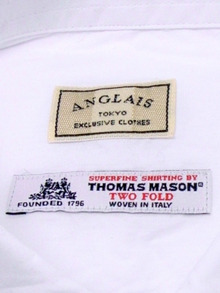 ANGLAIS
TOKYO
EXCLUSIVE CLOTHES
SUPERFINE SHIRTING BY
THOMAS MASON®
TWO FOLD
FOUNDED 1796 WOVEN IN ITALY